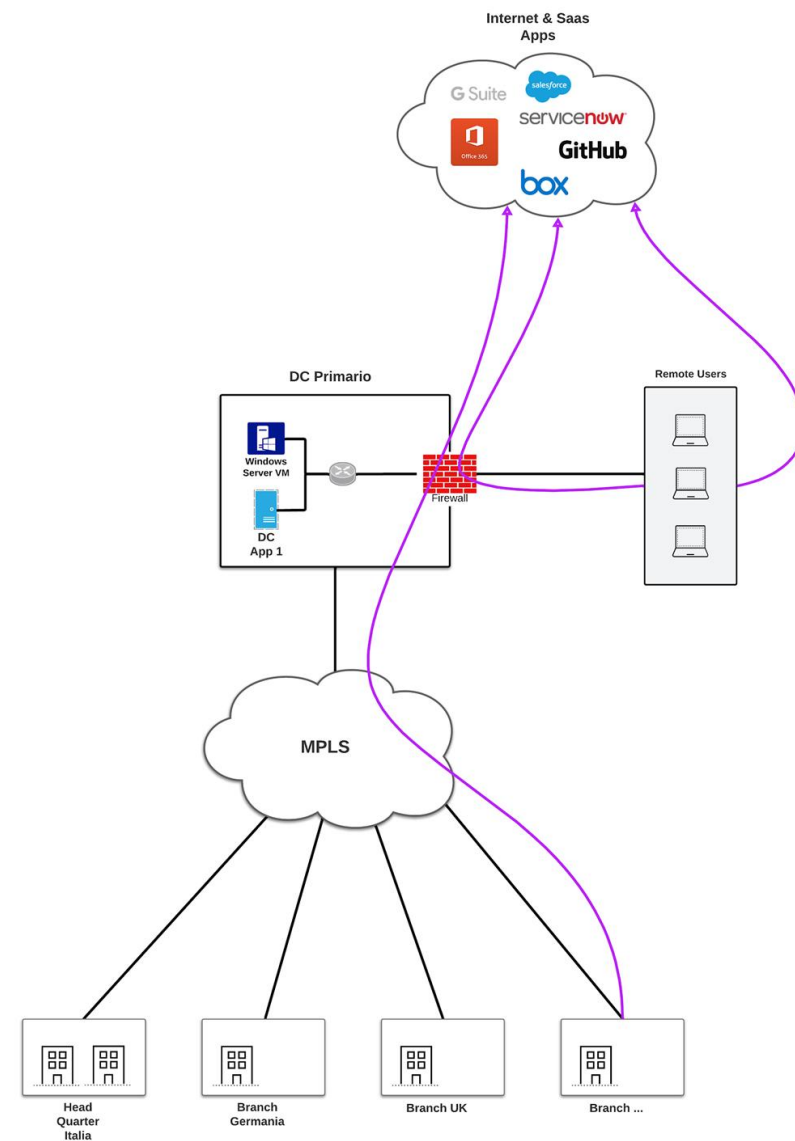 Internet & Saas
Apps
G Suite
salesforce
servicenow
Office 365
GitHub
box
DC Primario
Remote Users
Windows
Server VM
Firewall
DC
App 1
MPLS
Head
Quarter
Italia
Branch
Germania
Branch UK
Branch ...